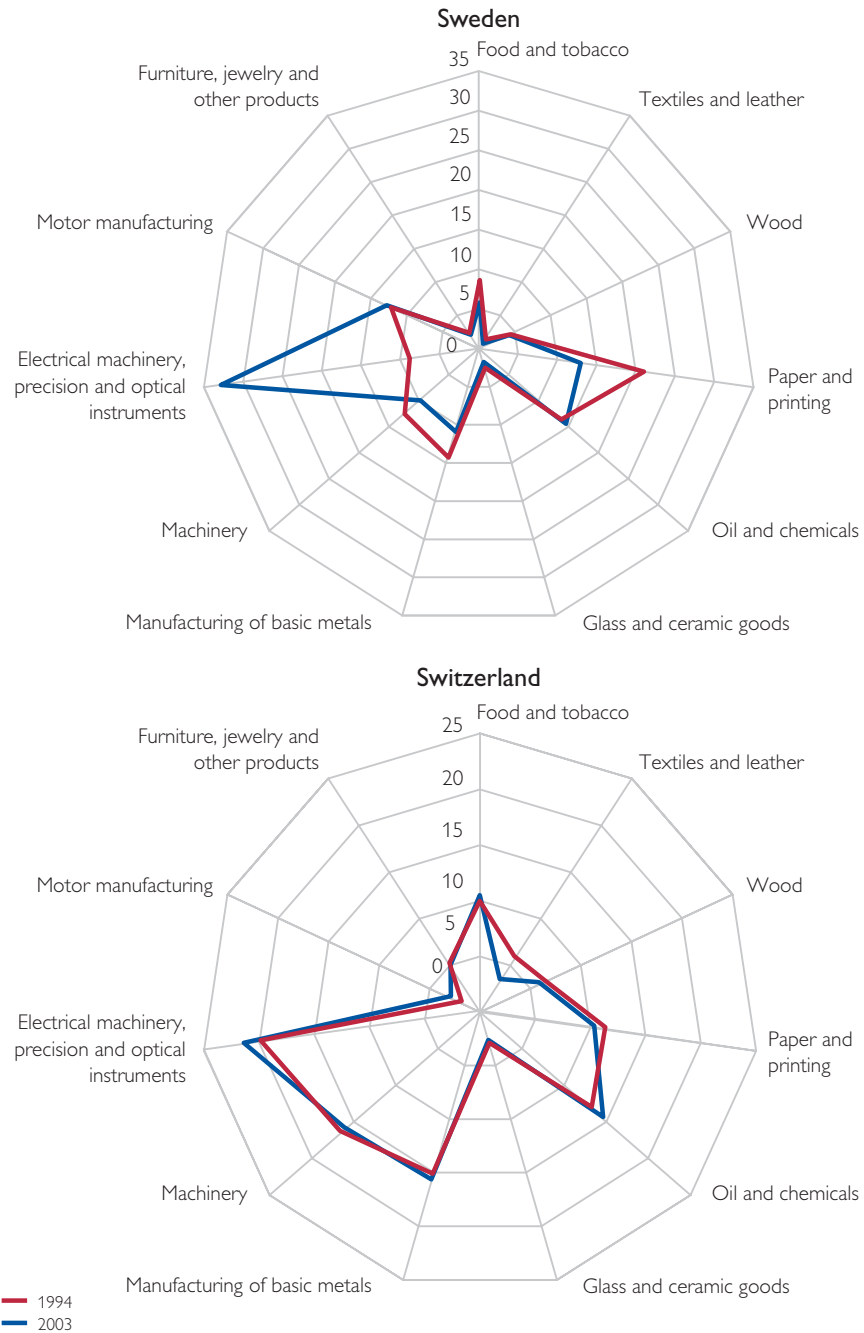 Sweden
Food and tobacco
Textiles and leather
Wood
Paper and
printing
Oil and chemicals
Glass and ceramic goods
Manufacturing of basic metals
Machinery
Electrical machinery,
precision and optical
instruments
Motor manufacturing
Furniture, jewelry and
other products
35
30
25
20
15
10
5
0
Switzerland
Food and tobacco
Textiles and leather
Wood
Paper and
printing
Oil and chemicals
Glass and ceramic goods
Manufacturing of basic metals
Machinery
Electrical machinery,
precision and optical
instruments
Motor manufacturing
Furniture, jewelry and
other products
25
20
15
10
5
0
1994
2003